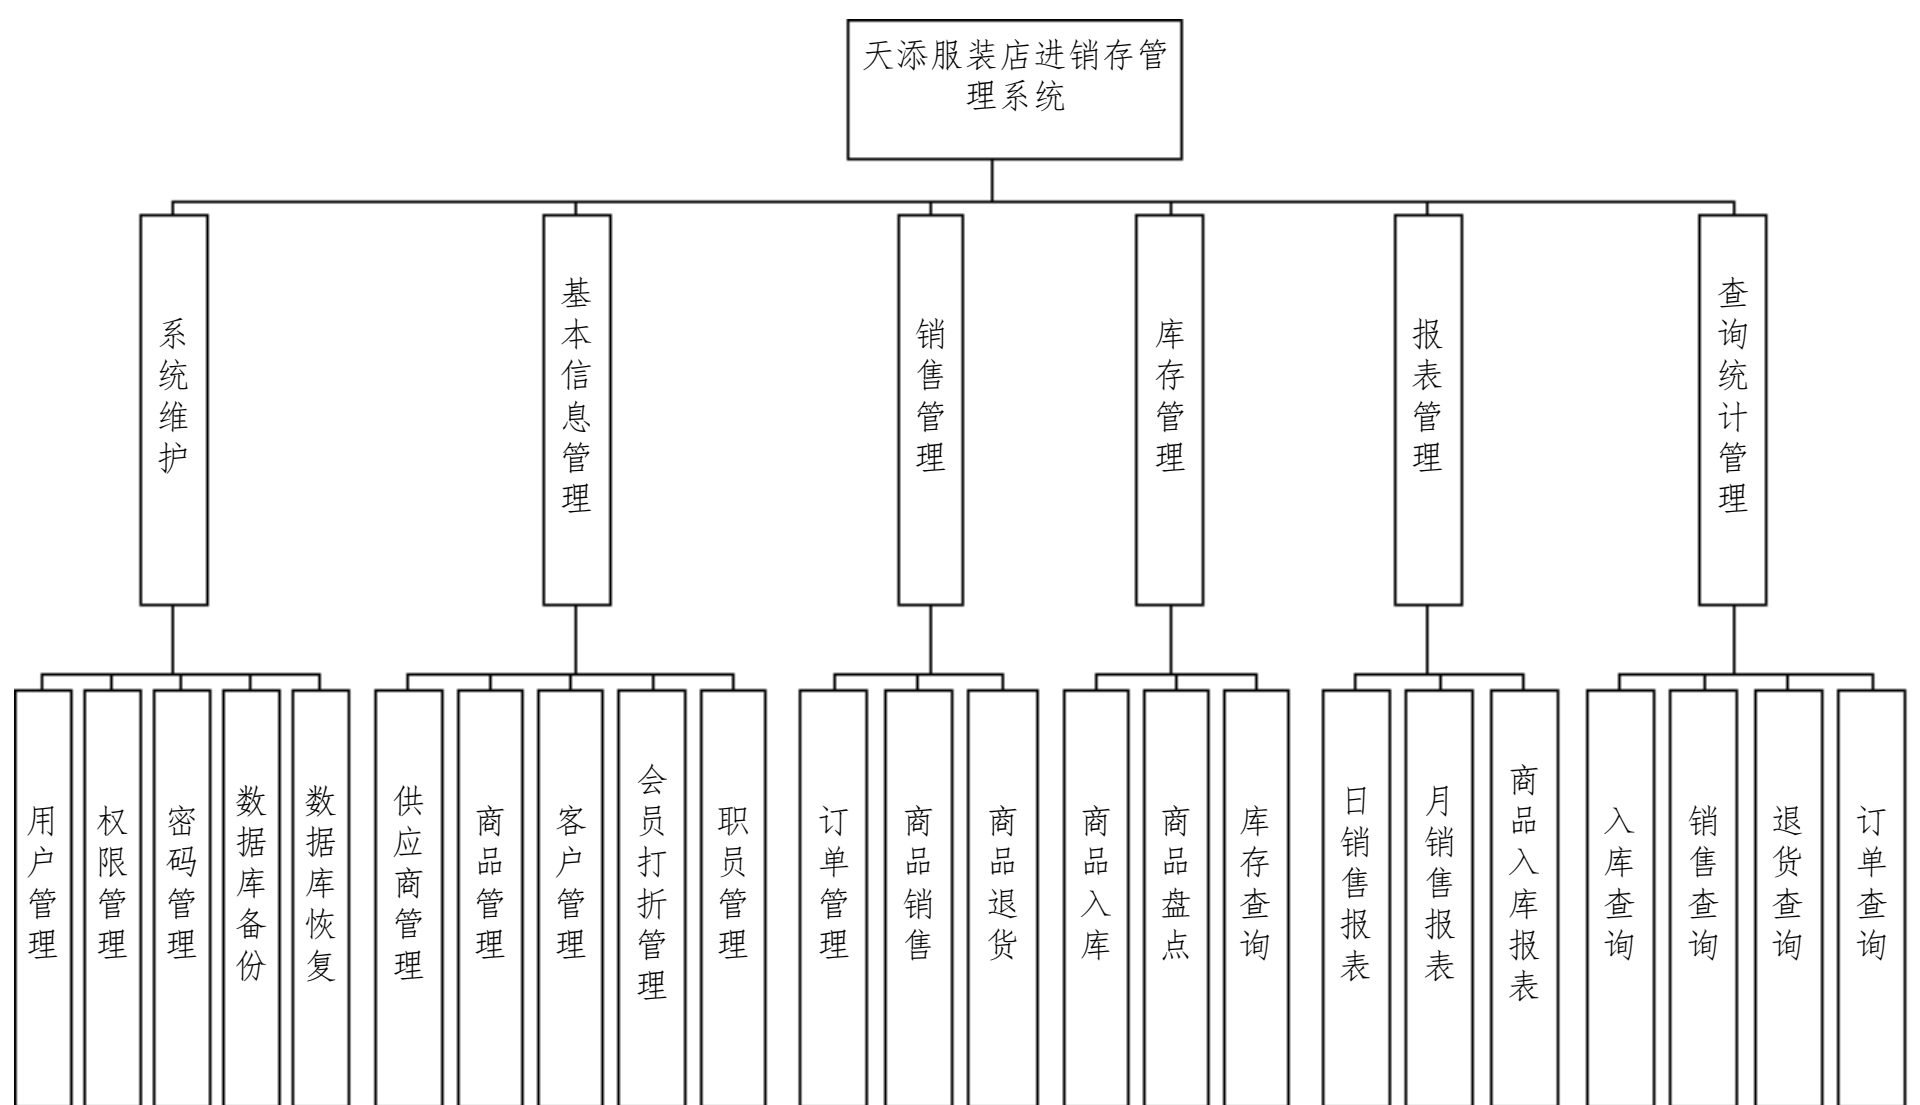 天添服装店进销存管
理系统
系统维护
基本信息管理
销售管理
库存管理
报表管理
查询统计管理
用户管理
权限管理
密码管理
数据库备份
数据库恢复
供应商管理
商品管理
客户管理
会员打折管理
职员管理
订单管理
商品销售
商品退货
商品入库
商品盘点
库存查询
日销售报表
月销售报表
商品入库报表
入库查询
销售查询
退货查询
订单查询